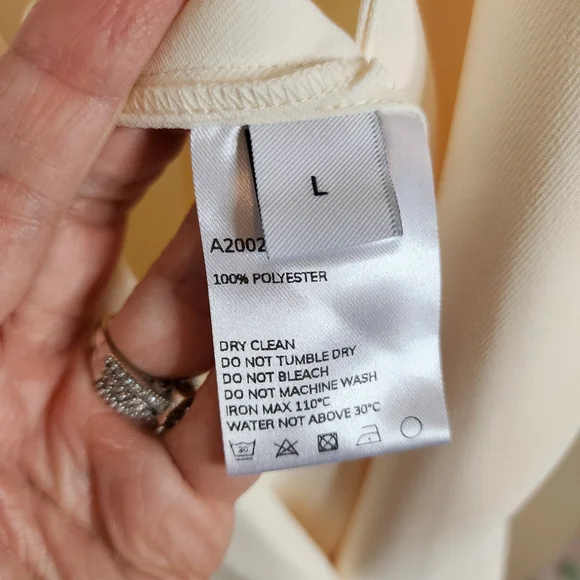 L
A2002
100% POLYESTER
DRY CLEAN
DO NOT TUMBLE DRY
DO NOT BLEACH
DO NOT MACHINE WASH
IRON MAX 110°C
WATER NOT ABOVE 30°C
30